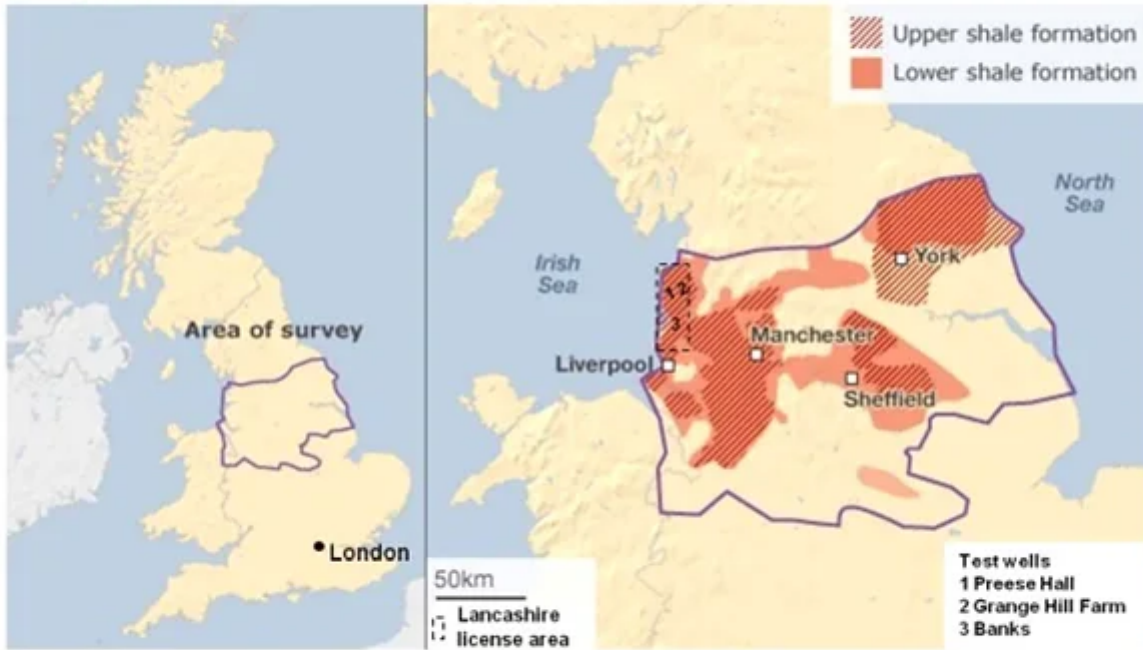 Area of survey
London
Upper shale formation
Lower shale formation
North
Sea
York
Irish
Sea
1 2
3
Manchester
Liverpool
Sheffield
50km
Lancashire
license area
Test wells
1 Preese Hall
2 Grange Hill Farm
3 Banks